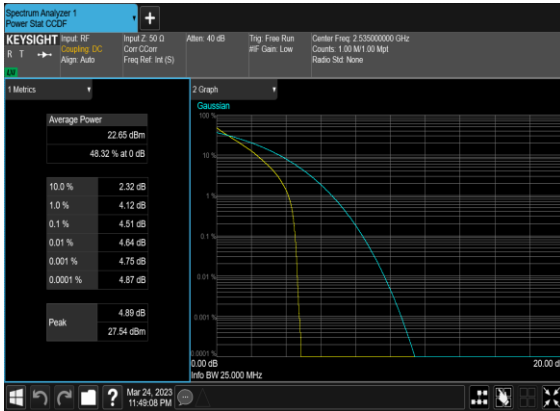 Spectrum Analyzer 1
Power Stat CCDF
+
KEYSIGHT
R T
LXI
Input: RF
Coupling: DC
Align: Auto
Input Z: 50 Ω
Corr CCorr
Freq Ref: Int (S)
Atten: 40 dB
Trig: Free Run
#IF Gain: Low
Center Freq: 2.535000000 GHz
Counts: 1.00 M/1.00 Mpt
Radio Std: None
1 Metrics
Average Power
22.65 dBm
48.32 % at 0 dB
10.0 % 2.32 dB
1.0 % 4.12 dB
0.1 % 4.51 dB
0.01 % 4.64 dB
0.001 % 4.75 dB
0.0001 % 4.87 dB
Peak
4.89 dB
27.54 dBm
2 Graph
Gaussian
100 %
10 %
1 %
0.1 %
0.01 %
0.001 %
0.0001 %
0.00 dB
20.00 d
Info BW 25.000 MHz
?
Mar 24, 2023
11:49:08 PM